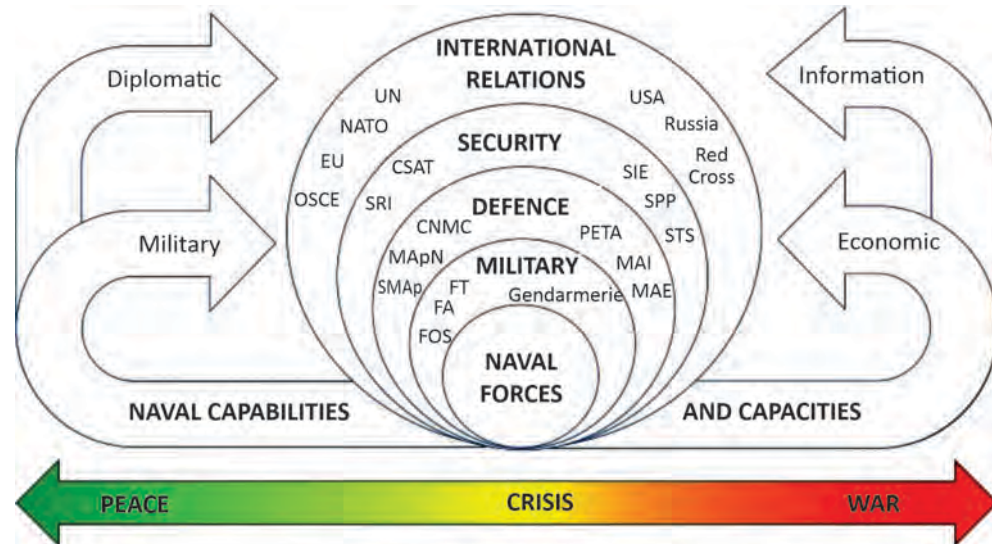 INTERNATIONAL
RELATIONS
Diplomatic
Information
UN
USA
NATO
Russia
EU
Red
Cross
OSCE
SECURITY
CSAT
SIE
SRI
SPP
STS
DEFENCE
CNMC
PETA
MApN
MAI
SMAp
MAE
Military
Economic
MILITARY
FT
Gendarmerie
FA
FOS
NAVAL
FORCES
NAVAL CAPABILITIES
AND CAPACITIES
PEACE
CRISIS
WAR